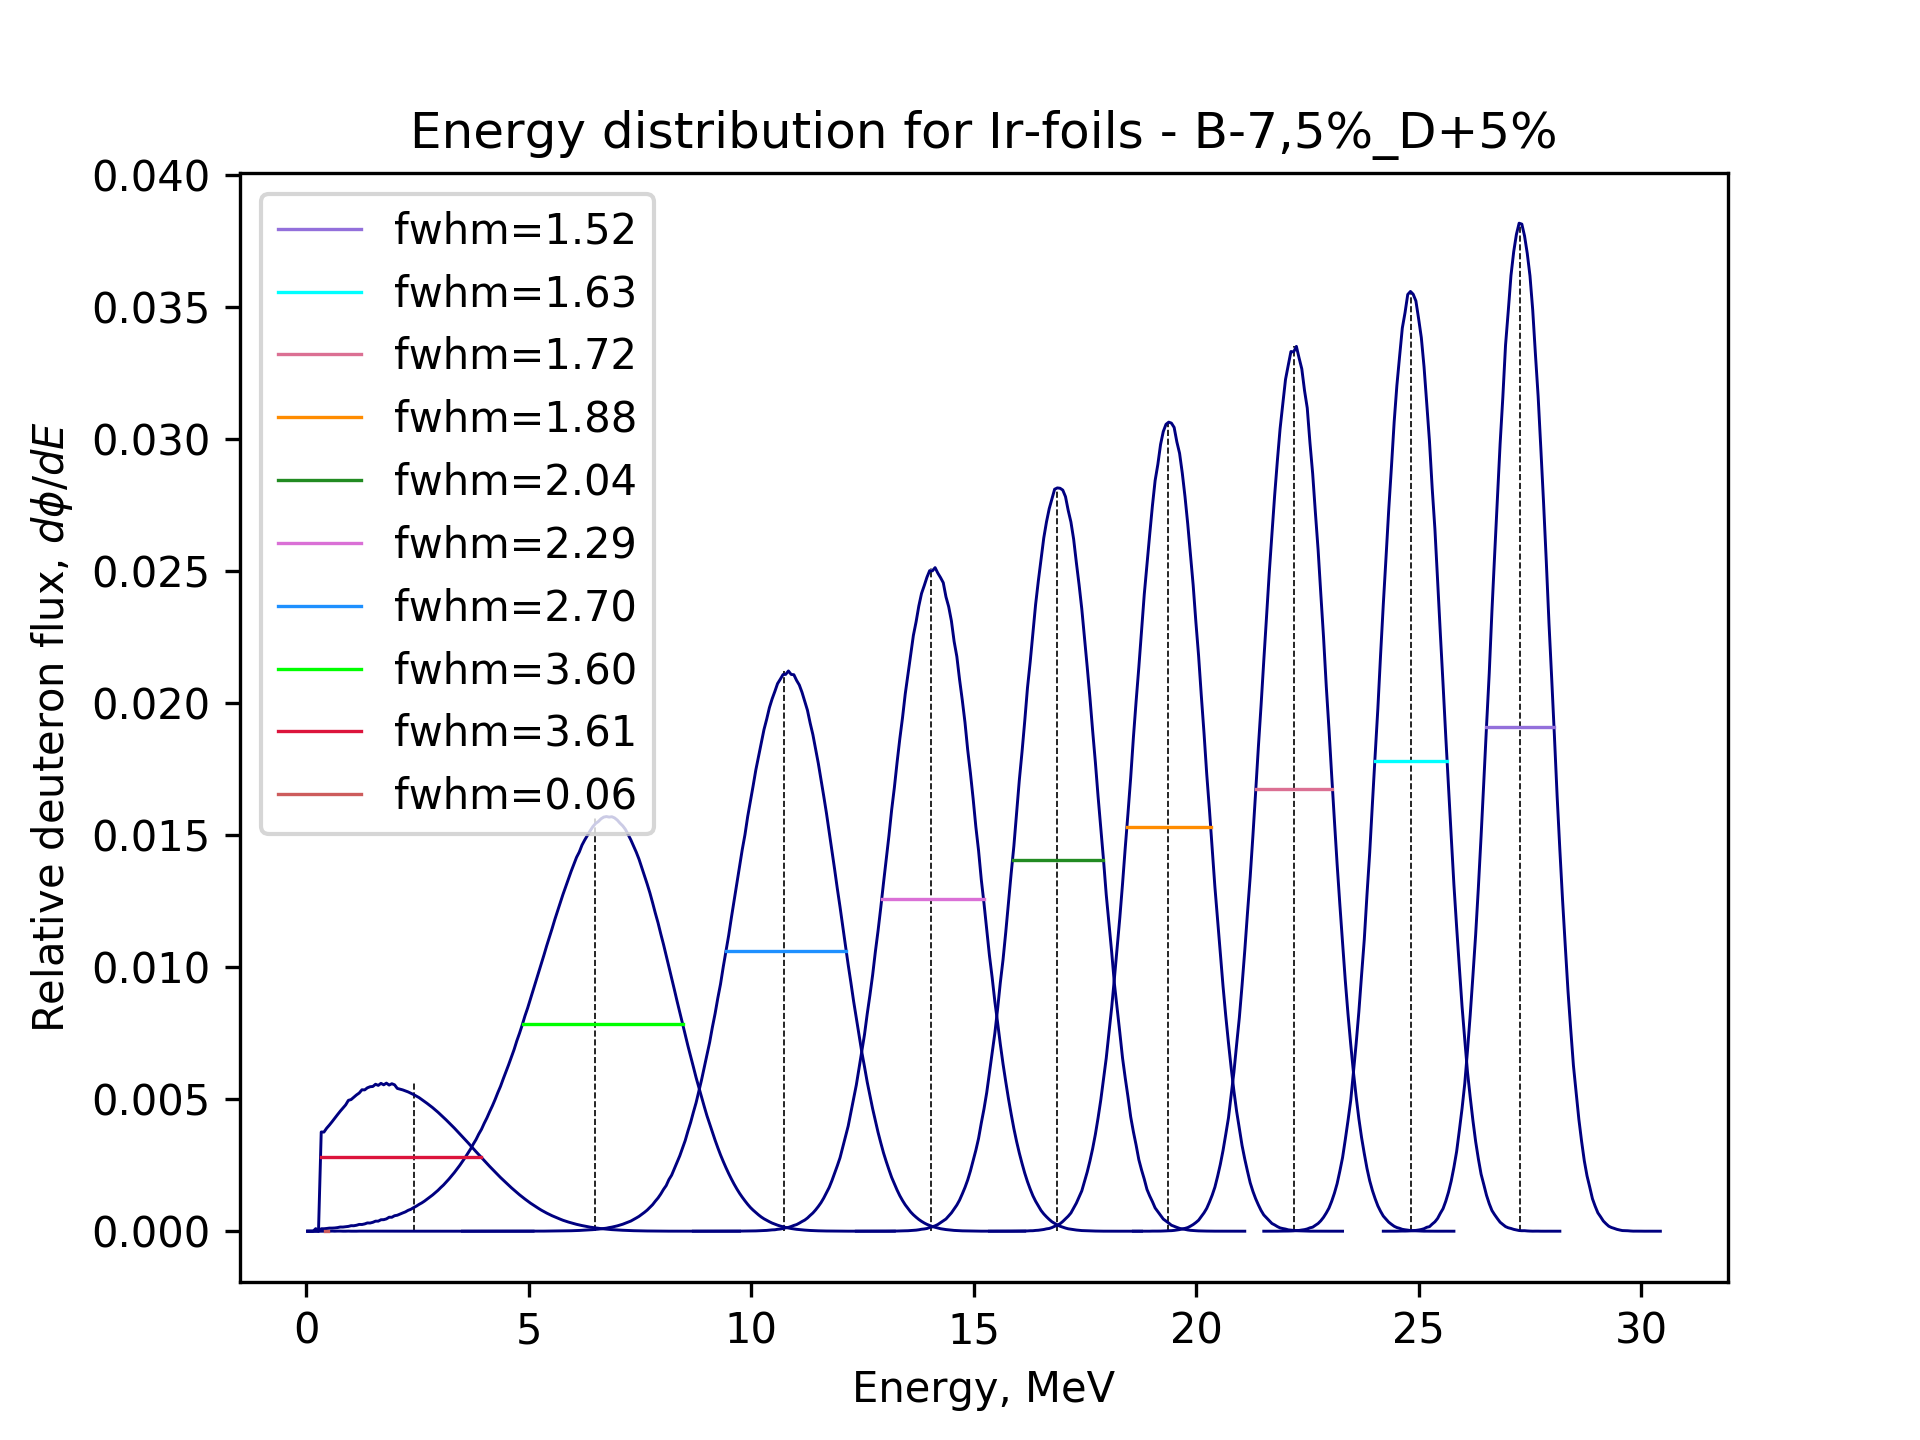 Energy distribution for Ir-foils - B-7,5%_D+5%
0.040
0.035
0.030
0.025
0.020
0.015
0.010
0.005
0.000
Relative deuteron flux, dϕ/dE
fwhm=1.52
fwhm=1.63
fwhm=1.72
fwhm=1.88
fwhm=2.04
fwhm=2.29
fwhm=2.70
fwhm=3.60
fwhm=3.61
fwhm=0.06
0 5 10 15 20 25 30
Energy, MeV